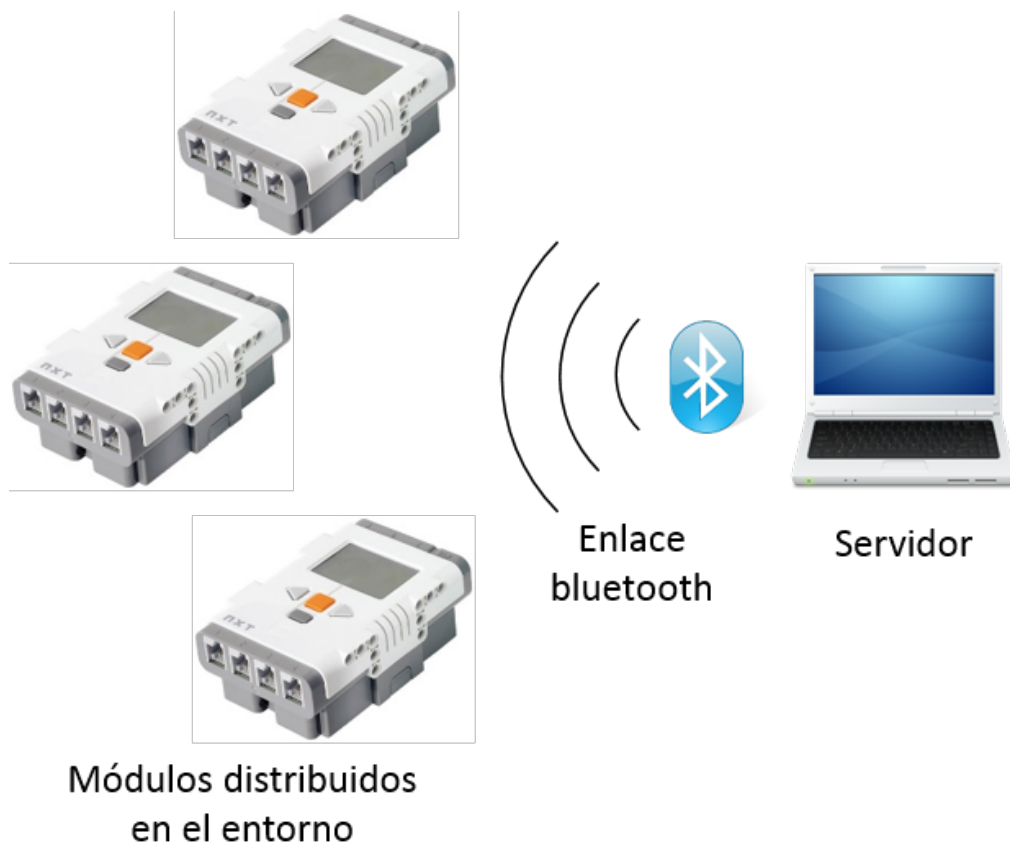 NXT
NXT
NXT
Enlace
bluetooth
Servidor
Módulos distribuidos
en el entorno